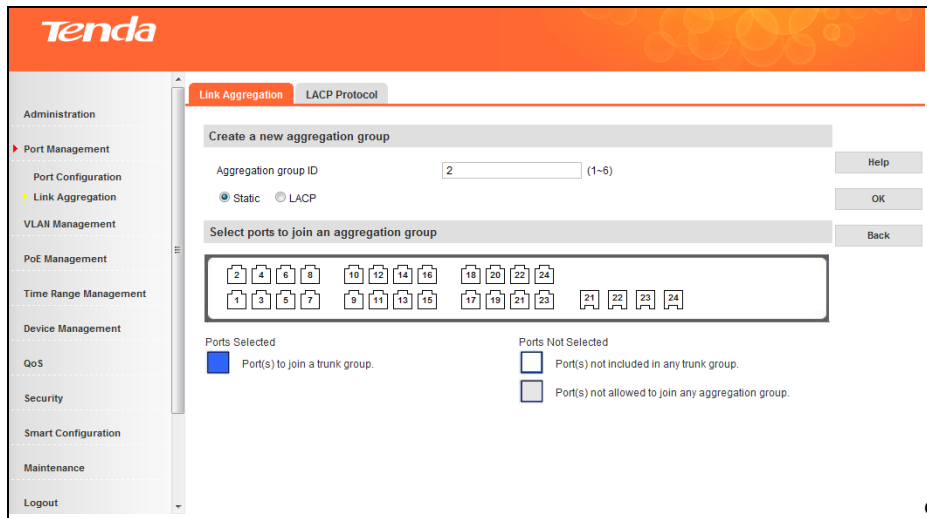 Tenda
Link Aggregation LACP Protocol
Administration
Port Management
Port Configuration
Link Aggregation
VLAN Management
PoE Management
Time Range Management
Device Management
QoS
Security
Smart Configuration
Maintenance
Logout
Create a new aggregation group
Aggregation group ID 2 (1~6)
Static LACP
Select ports to join an aggregation group
2 4 6 8 10 12 14 16 18 20 22 24
1 3 5 7 9 11 13 15 17 19 21 23 21 22 23 24
Ports Selected
Port(s) to join a trunk group.
Ports Not Selected
Port(s) not included in any trunk group.
Port(s) not allowed to join any aggregation group.
Help
OK
Back